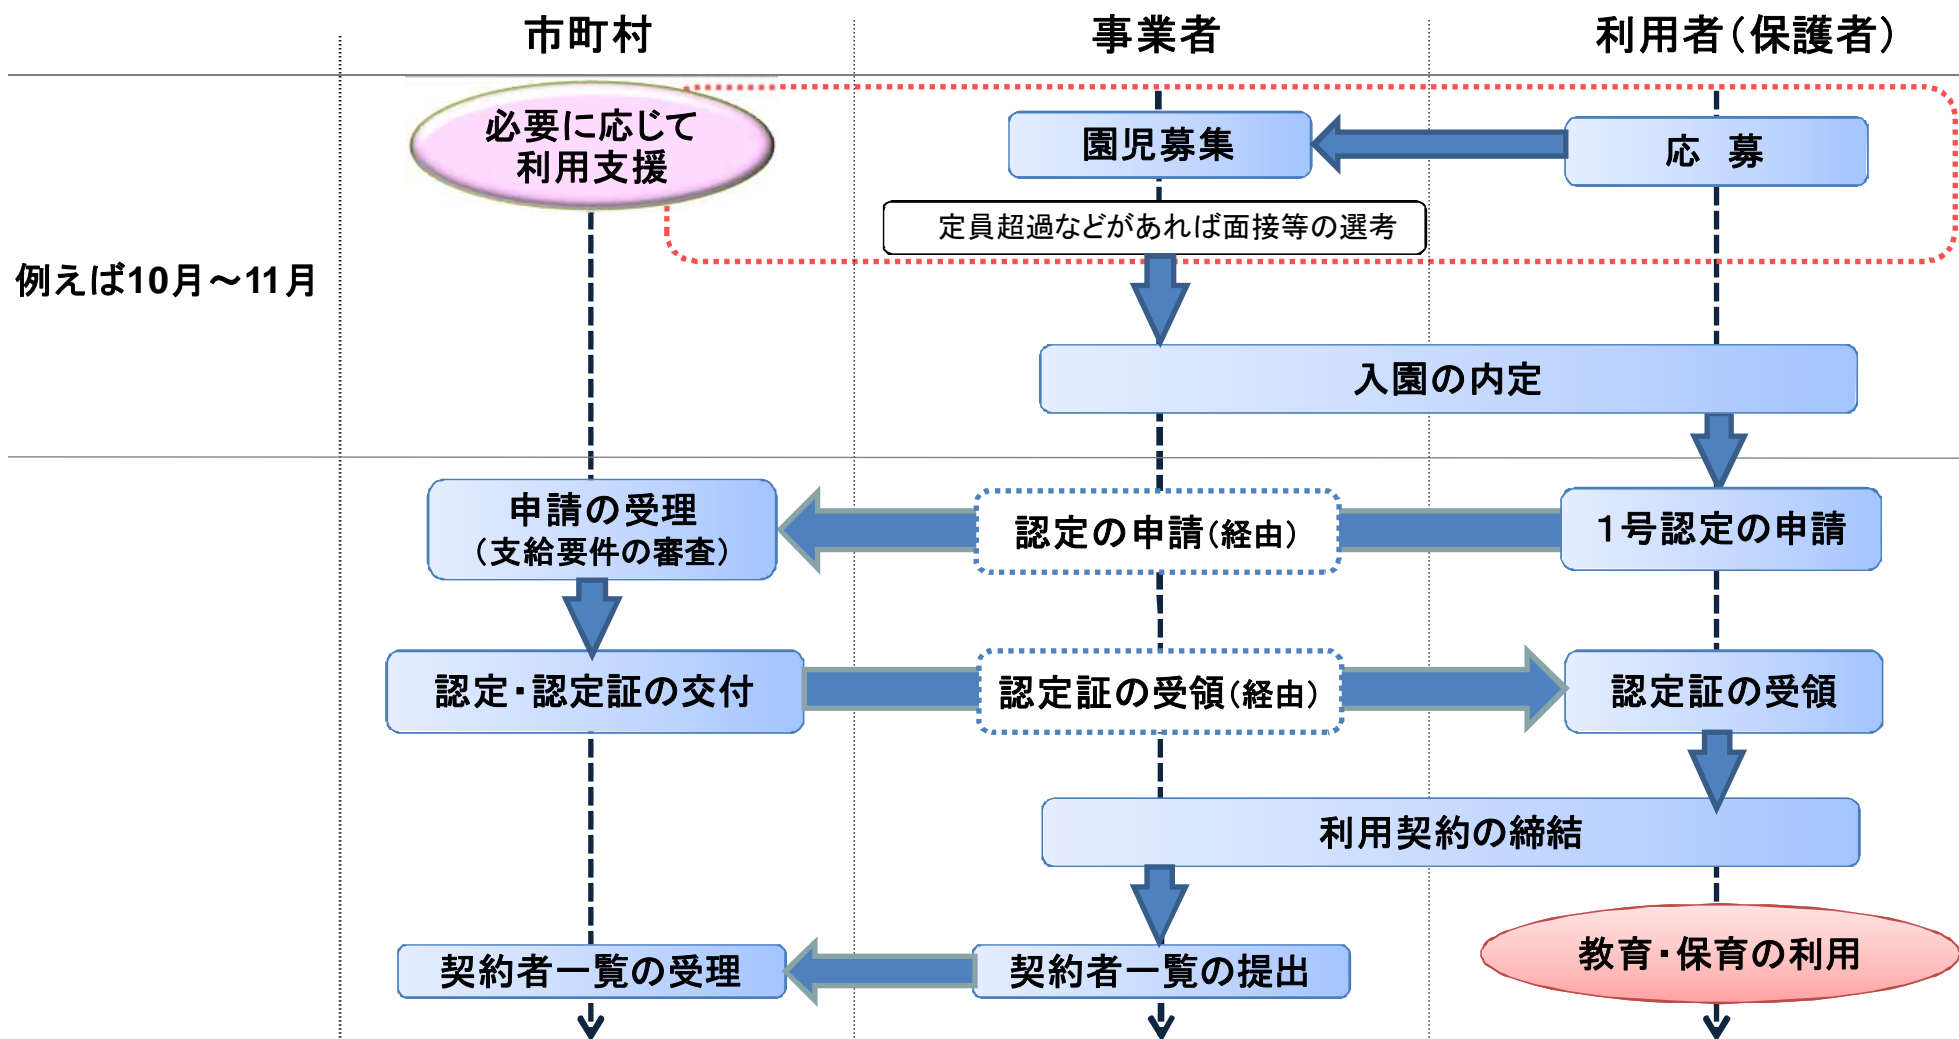 市町村
事業者
利用者（保護者）
必要に応じて
利用支援
園児募集
応　募
定員超過などがあれば面接等の選考
例えば10月～11月
入園の内定
申請の受理
（支給要件の審査）
認定の申請（経由）
１号認定の申請
認定・認定証の交付
認定証の受領（経由）
認定証の受領
利用契約の締結
契約者一覧の受理
契約者一覧の提出
教育・保育の利用